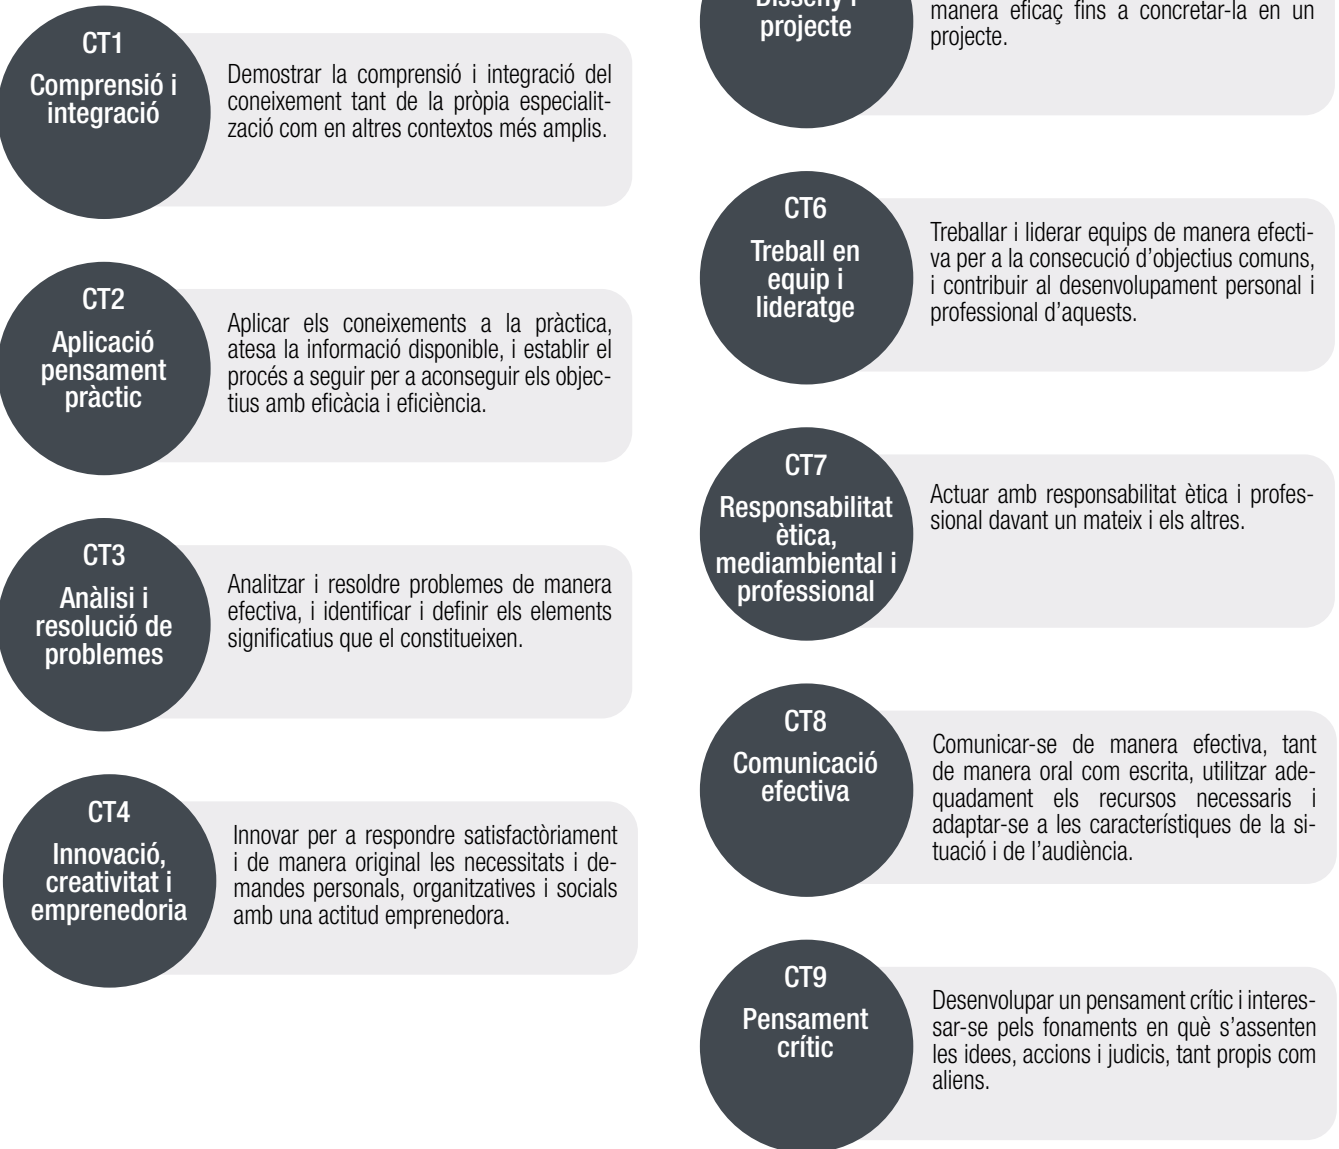 CT1
Comprensió i
integració
Demostrar la comprensió i integració del
coneixement tant de la pròpia especialit-
zació com en altres contextos més amplis.
CT2
Aplicació
pensament
pràctic
Aplicar els coneixements a la pràctica,
atesa la informació disponible, i establir el
procés a seguir per a aconseguir els objec-
tius amb eficàcia i eficiència.
CT3
Anàlisi i
resolució de
problemes
Analitzar i resoldre problemes de manera
efectiva, i identificar i definir els elements
significatius que el constitueixen.
CT4
Innovació,
creativitat i
emprenedoria
Innovar per a respondre satisfactòriament
i de manera original les necessitats i de-
mandes personals, organitzatives i socials
amb una actitud emprenedora.
Disseny i
projecte
manera eficaç fins a concretar-la en un
projecte.
CT6
Treball en
equip i
lideratge
Treballar i liderar equips de manera efecti-
va per a la consecució d’objectius comuns,
i contribuir al desenvolupament personal i
professional d’aquests.
CT7
Responsabilitat
ètica,
mediambiental i
professional
Actuar amb responsabilitat ètica i profes-
sional davant un mateix i els altres.
CT8
Comunicació
efectiva
Comunicar-se de manera efectiva, tant
de manera oral com escrita, utilitzar ade-
quadament els recursos necessaris i
adaptar-se a les característiques de la si-
tuació i de l’audiència.
CT9
Pensament
crític
Desenvolupar un pensament crític i interes-
sar-se pels fonaments en què s’assenten
les idees, accions i judicis, tant propis com
aliens.